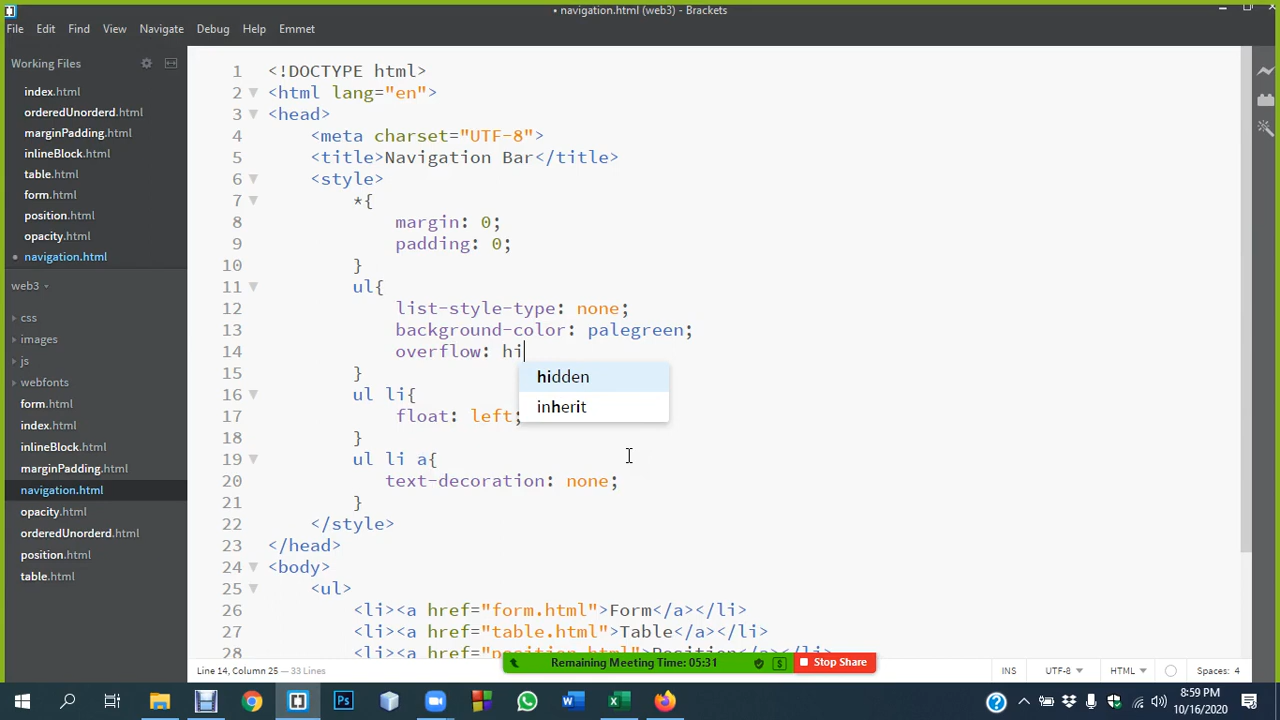 • navigation.html (web3) - Brackets
File Edit Find View Navigate Debug Help Emmet
Working Files
index.html
orderedUnorderd.html
marginPadding.html
inlineBlock.html
table.html
form.html
position.html
opacity.html
• navigation.html
web3
css
images
js
webfonts
form.html
index.html
inlineBlock.html
marginPadding.html
navigation.html
opacity.html
orderedUnorderd.html
position.html
table.html
1 <!DOCTYPE html>
2 <html lang="en">
3 <head>
4 <meta charset="UTF-8">
5 <title>Navigation Bar</title>
6 <style>
7 *{
8 margin: 0;
9 padding: 0;
10 }
11 ul{
12 list-style-type: none;
13 background-color: palegreen;
14 overflow: hi
15 }
16 ul li{
17 float: left;
18 }
19 ul li a{
20 text-decoration: none;
21 }
22 </style>
23 </head>
24 <body>
25 <ul>
26 <li><a href="form.html">Form</a></li>
27 <li><a href="table.html">Table</a></li>
28 <li><a href="position.html">Position</a></li>
hidden
inherit
Remaining Meeting Time: 05:31
Stop Share
Line 14, Column 25 — 33 Lines
INS UTF-8 HTML Spaces: 4
8:59 PM
10/16/2020